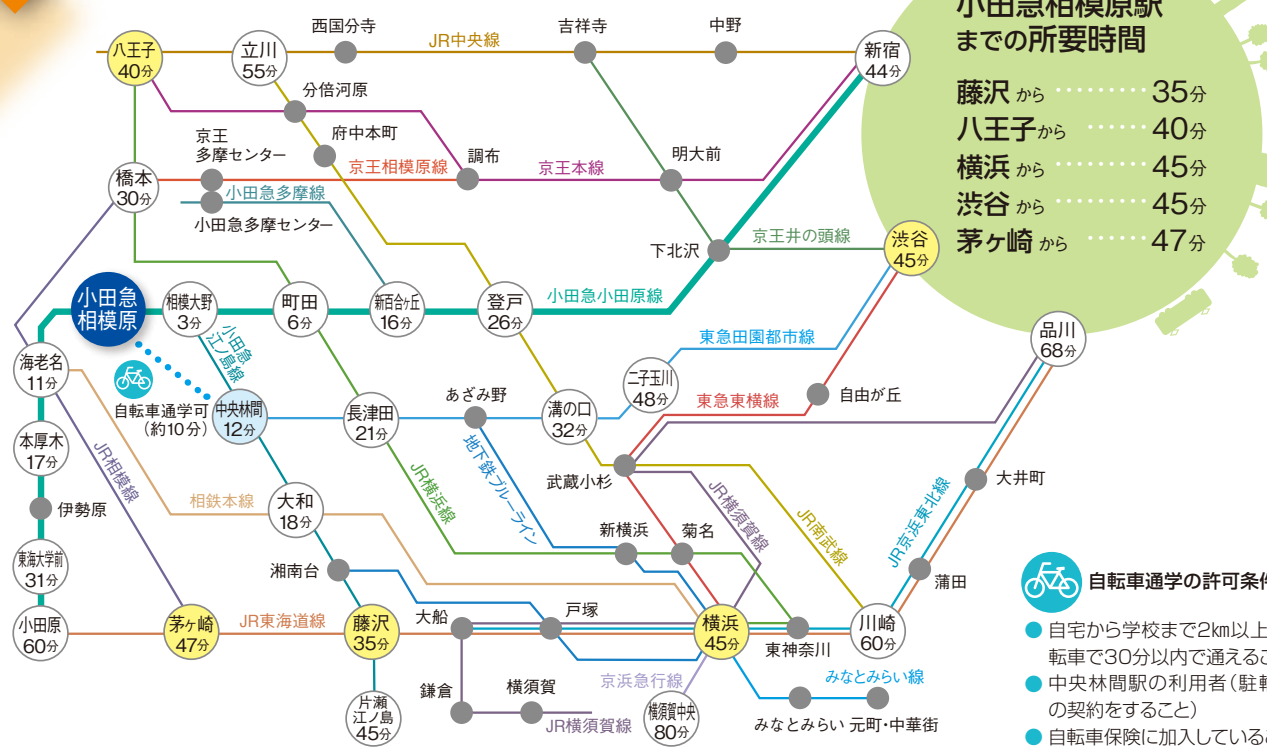 小田急相模原駅
までの所要時間
藤沢 から ・・・・・・・・ 35分
八王子から ・・・・・・ 40分
横浜 から ・・・・・・・・ 45分
渋谷 から ・・・・・・・・ 45分
茅ヶ崎 から ・・・・・・ 47分
西国分寺
吉祥寺
中野
八王子
40分
立川
55分
JR中央線
新宿
44分
分倍河原
府中本町
京王
多摩センター
京王相模原線
調布
京王本線
明大前
橋本
30分
小田急多摩線
小田急多摩センター
下北沢
京王井の頭線
渋谷
45分
小田急
相模原
相模大野
3分
町田
6分
新百合ヶ丘
16分
登戸
26分
小田急小田原線
小田急
江ノ島線
東急田園都市線
品川
68分
海老名
11分
自転車通学可
(約10分)
中央林間
12分
長津田
21分
あざみ野
溝の口
32分
二子玉川
48分
東急東横線
自由が丘
本厚木
17分
JR相模線
伊勢原
相鉄本線
大和
18分
JR横浜線
地下鉄ブルーライン
武蔵小杉
JR横須賀線
JR南武線
JR京浜東北線
大井町
新横浜
菊名
東海大学前
31分
湘南台
蒲田
小田原
60分
茅ヶ崎
47分
JR東海道線
藤沢
35分
大船
戸塚
横浜
45分
東神奈川
川崎
60分
片瀬
江ノ島
45分
鎌倉
横須賀
JR横須賀線
京浜急行線
横須賀中央
80分
みなとみらい線
みなとみらい
元町・中華街
自転車通学の許可条件
● 自宅から学校まで2km以上
転車で30分以内で通えるこ
● 中央林間駅の利用者(駐輪
の契約をすること)
● 自転車保険に加入している